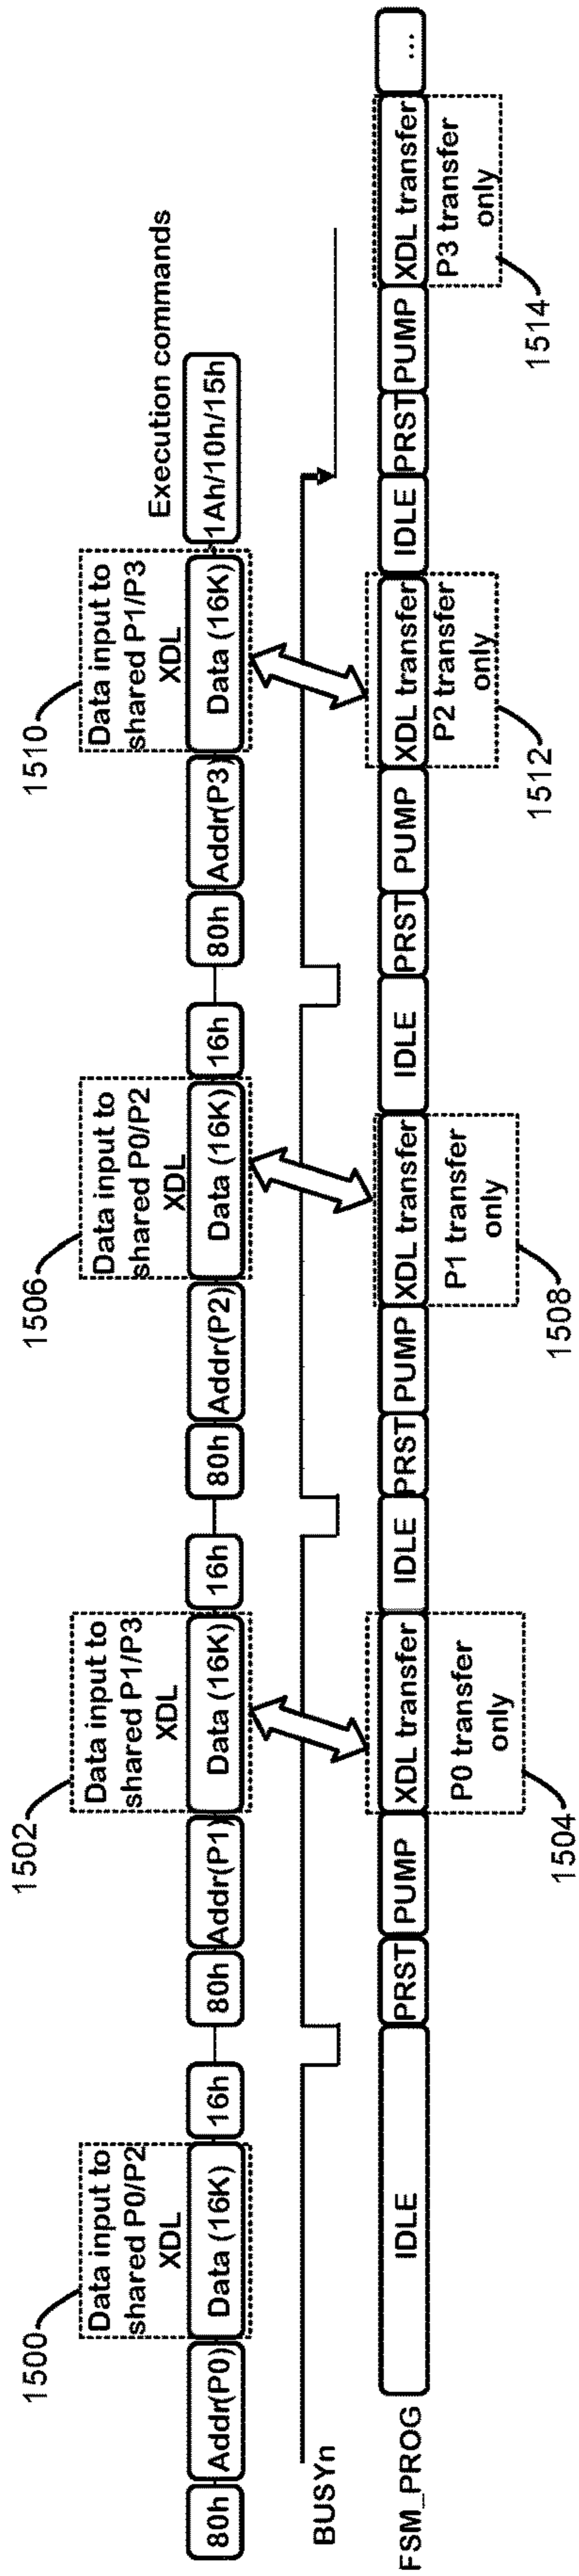 1500
1502
1506
1510
Data input to
shared P0/P2
XDL
Data input to
shared P1/P3
XDL
Data input to
shared P0/P2
XDL
Data input to
shared P1/P3
XDL
Execution commands
80h
Addr(P0)
Data (16K)
16h
80h
Addr(P1)
Data (16K)
16h
80h
Addr(P2)
Data (16K)
16h
80h
Addr(P3)
Data (16K)
1Ah/10h/15h
BUSYn
FSM_PROG
IDLE
PRST
PUMP
XDL transfer
IDLE
PRST
PUMP
XDL transfer
IDLE
PRST
PUMP
XDL transfer
IDLE
PRST
PUMP
XDL transfer
...
P0 transfer
only
P1 transfer
only
P2 transfer
only
P3 transfer
only
1504
1508
1512
1514